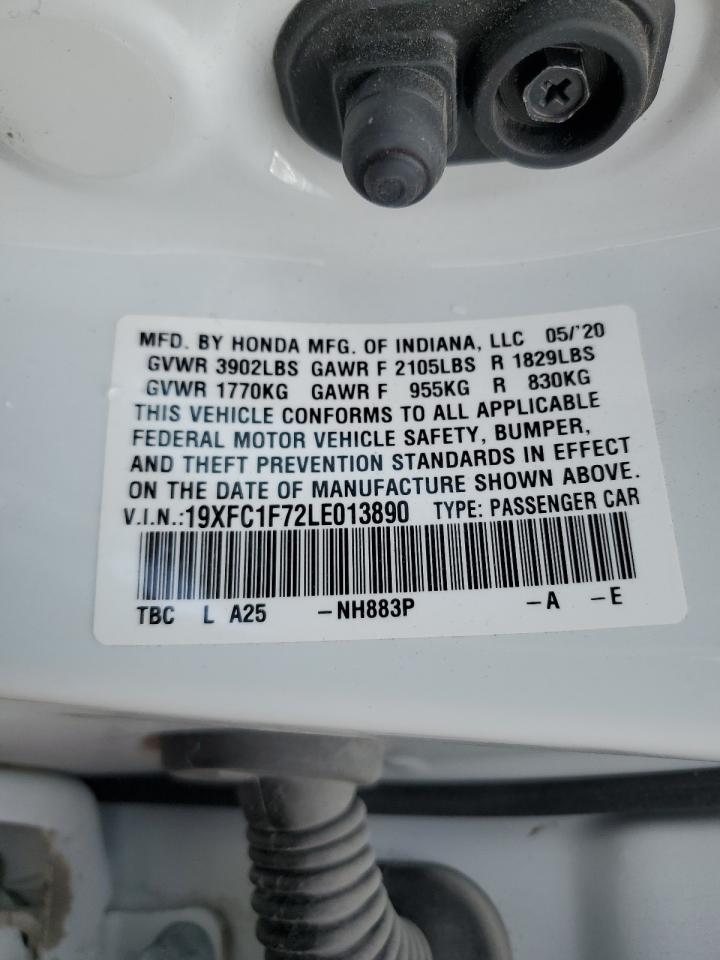 MFD. BY HONDA MFG. OF INDIANA, LLC 05/'20
GVWR 3902LBS GAWR F 2105LBS R 1829LBS
GVWR 1770KG GAWR F 955KG R 830KG
THIS VEHICLE CONFORMS TO ALL APPLICABLE
FEDERAL MOTOR VEHICLE SAFETY, BUMPER,
AND THEFT PREVENTION STANDARDS IN EFFECT
ON THE DATE OF MANUFACTURE SHOWN ABOVE.
V.I.N.:19XFC1F72LE013890 TYPE: PASSENGER CAR
TBC L A25 -NH883P -A -E